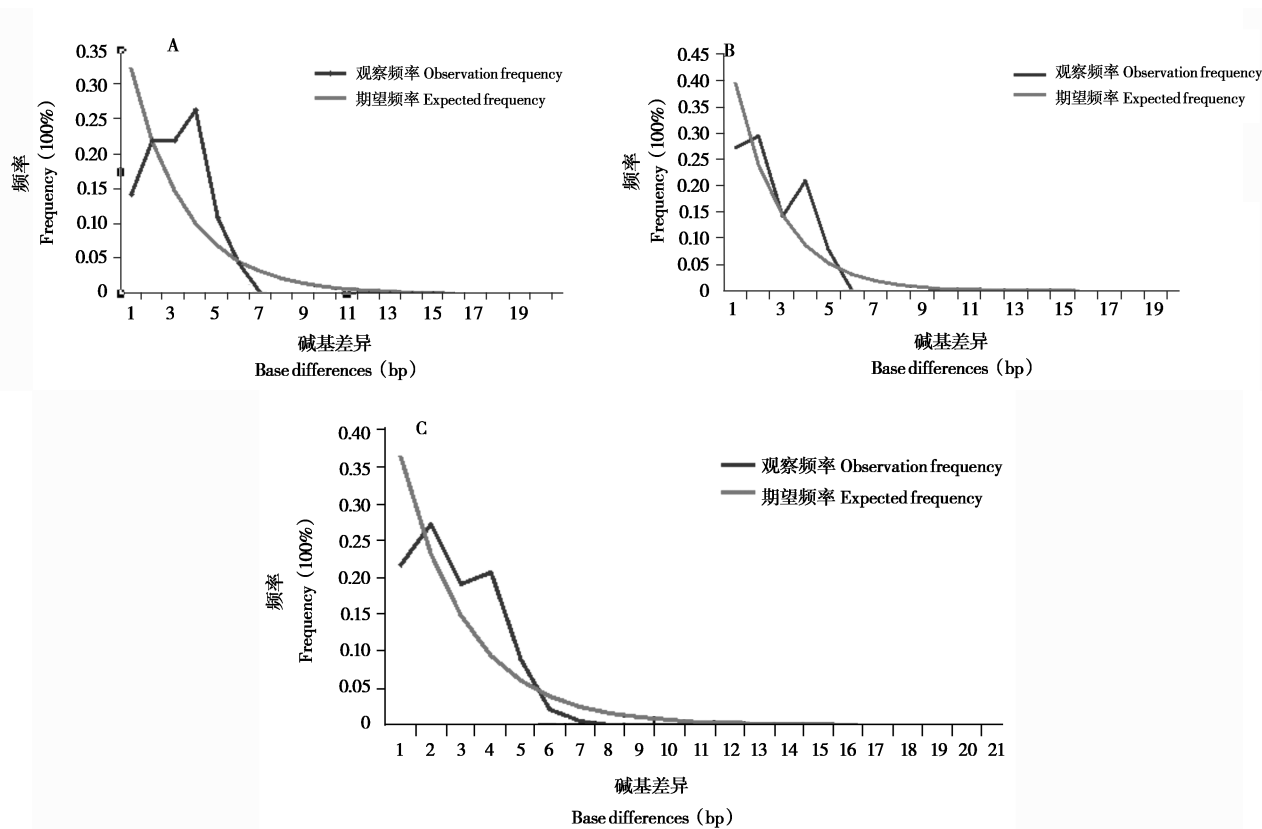 A
观察频率 Observation frequency
期望频率 Expected frequency
0.35
0.30
0.25
0.20
0.15
0.10
0.05
0
频率
Frequency (100%)
1 3 5 7 9 11 13 15 17 19
碱基差异
Base differences (bp)
B
观察频率 Observation frequency
期望频率 Expected frequency
0.45
0.40
0.35
0.30
0.25
0.20
0.15
0.10
0.05
0
频率
Frequency (100%)
1 3 5 7 9 11 13 15 17 19
碱基差异
Base differences (bp)
C
观察频率 Observation frequency
期望频率 Expected frequency
0.40
0.35
0.30
0.25
0.20
0.15
0.10
0.05
0
频率
Frequency (100%)
1 2 3 4 5 6 7 8 9 10 11 12 13 14 15 16 17 18 19 20 21
碱基差异
Base differences (bp)